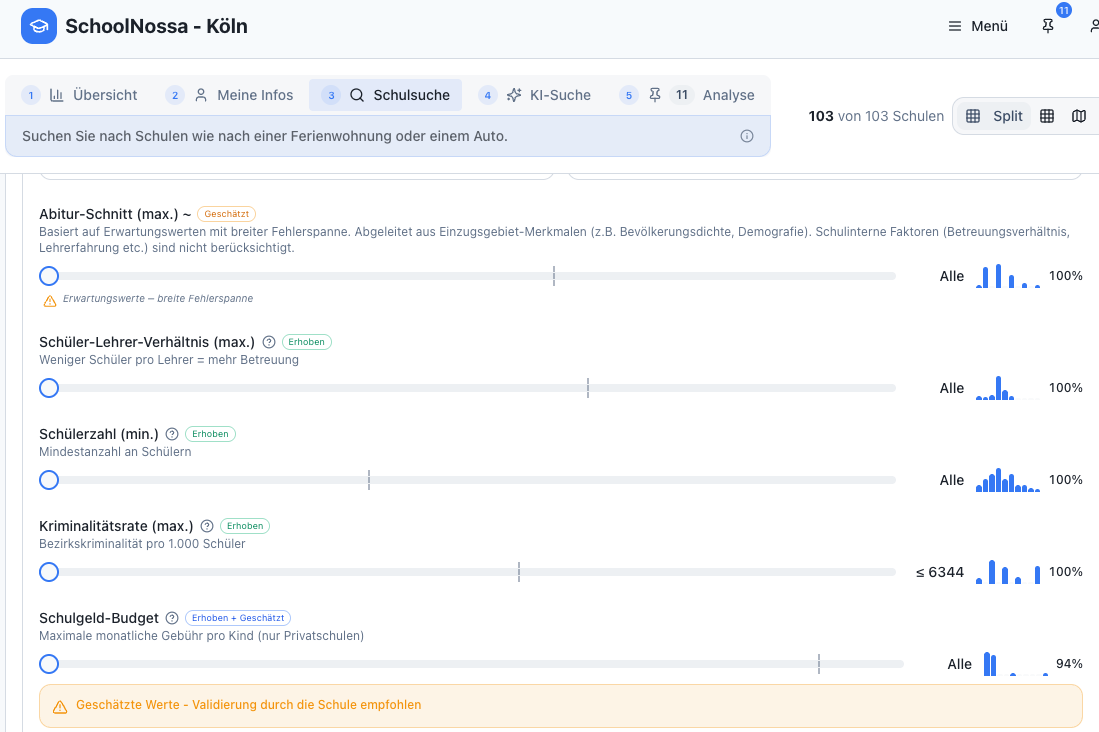 SchoolNossa - Köln
Menü
11
1 Übersicht
2 Meine Infos
3 Schulsuche
4 KI-Suche
5 11 Analyse
Suchen Sie nach Schulen wie nach einer Ferienwohnung oder einem Auto.
103 von 103 Schulen
Split
Abitur-Schnitt (max.) ~ Geschätzt
Basiert auf Erwartungswerten mit breiter Fehlerspanne. Abgeleitet aus Einzugsgebiet-Merkmalen (z.B. Bevölkerungsdichte, Demografie). Schulinterne Faktoren (Betreuungsverhältnis,
Lehrerfahrung etc.) sind nicht berücksichtigt.
Alle 100%
Erwartungswerte – breite Fehlerspanne
Schüler-Lehrer-Verhältnis (max.) ? Erhoben
Weniger Schüler pro Lehrer = mehr Betreuung
Alle 100%
Schülerzahl (min.) ? Erhoben
Mindestanzahl an Schülern
Alle 100%
Kriminalitätsrate (max.) ? Erhoben
Bezirkskriminalität pro 1.000 Schüler
≤ 6344 100%
Schulgeld-Budget ? Erhoben + Geschätzt
Maximale monatliche Gebühr pro Kind (nur Privatschulen)
Alle 94%
Geschätzte Werte - Validierung durch die Schule empfohlen